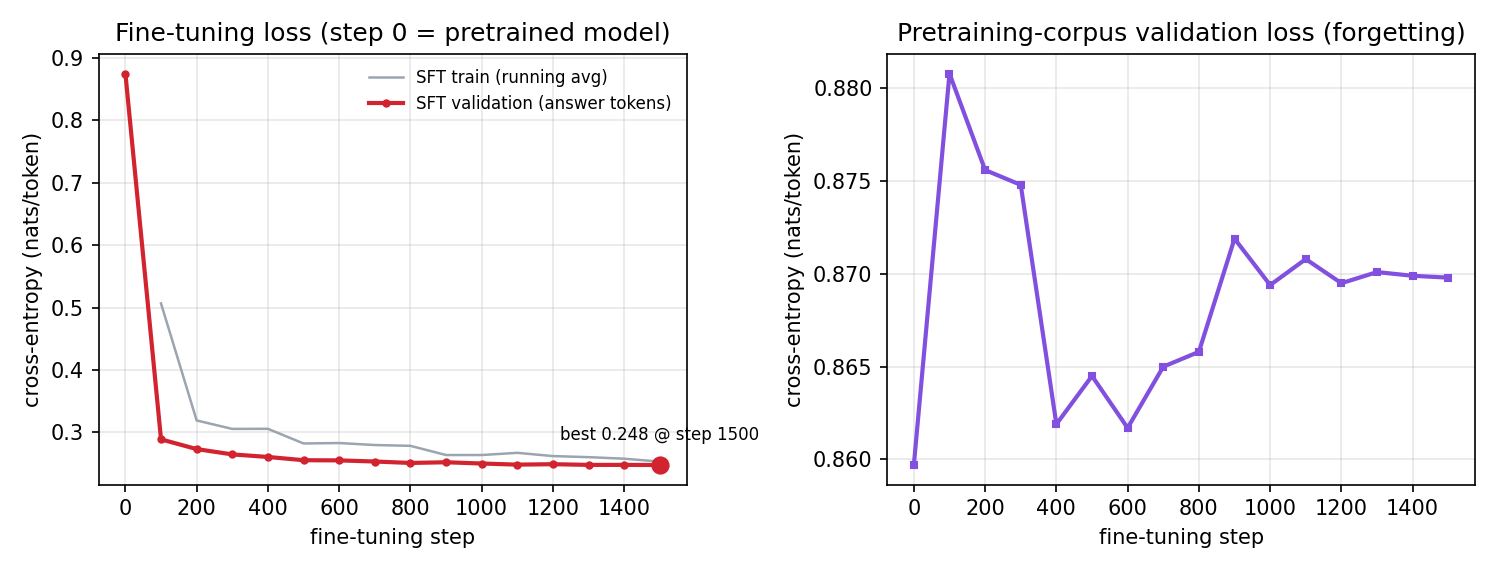 Fine-tuning loss (step 0 = pretrained model)
cross-entropy (nats/token)
0.9
0.8
0.7
0.6
0.5
0.4
0.3
SFT train (running avg)
SFT validation (answer tokens)
best 0.248 @ step 1500
0 200 400 600 800 1000 1200 1400
fine-tuning step
Pretraining-corpus validation loss (forgetting)
cross-entropy (nats/token)
0.880
0.875
0.870
0.865
0.860
0 200 400 600 800 1000 1200 1400
fine-tuning step